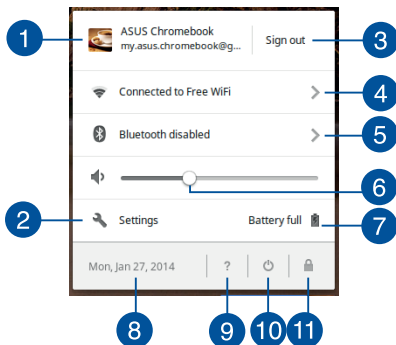 1 ASUS Chromebook
my.asus.chromebook@g... Sign out 3
Connected to Free WiFi 4
Bluetooth disabled 5
6
2 Settings Battery full 7
Mon, Jan 27, 2014 ?
8 9 10 11